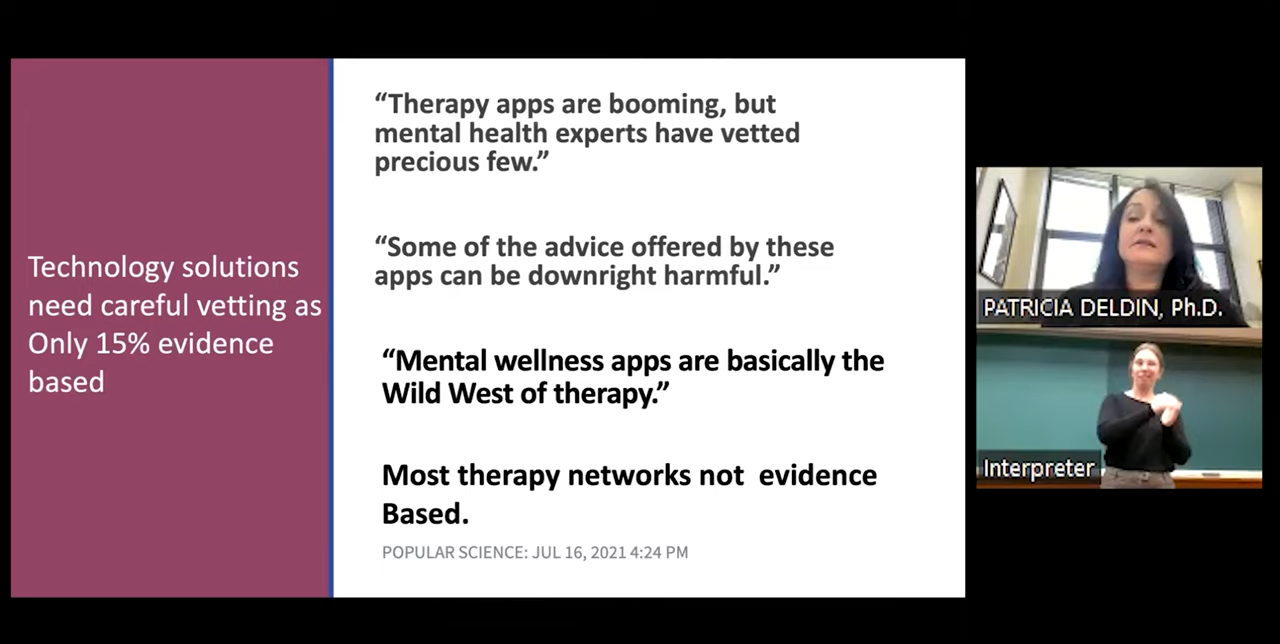 Technology solutions
need careful vetting as
Only 15% evidence
based
“Therapy apps are booming, but
mental health experts have vetted
precious few.”
“Some of the advice offered by these
apps can be downright harmful.”
“Mental wellness apps are basically the
Wild West of therapy.”
Most therapy networks not  evidence
Based.
POPULAR SCIENCE: JUL 16, 2021 4:24 PM
PATRICIA DELDIN, Ph.D.
Interpreter